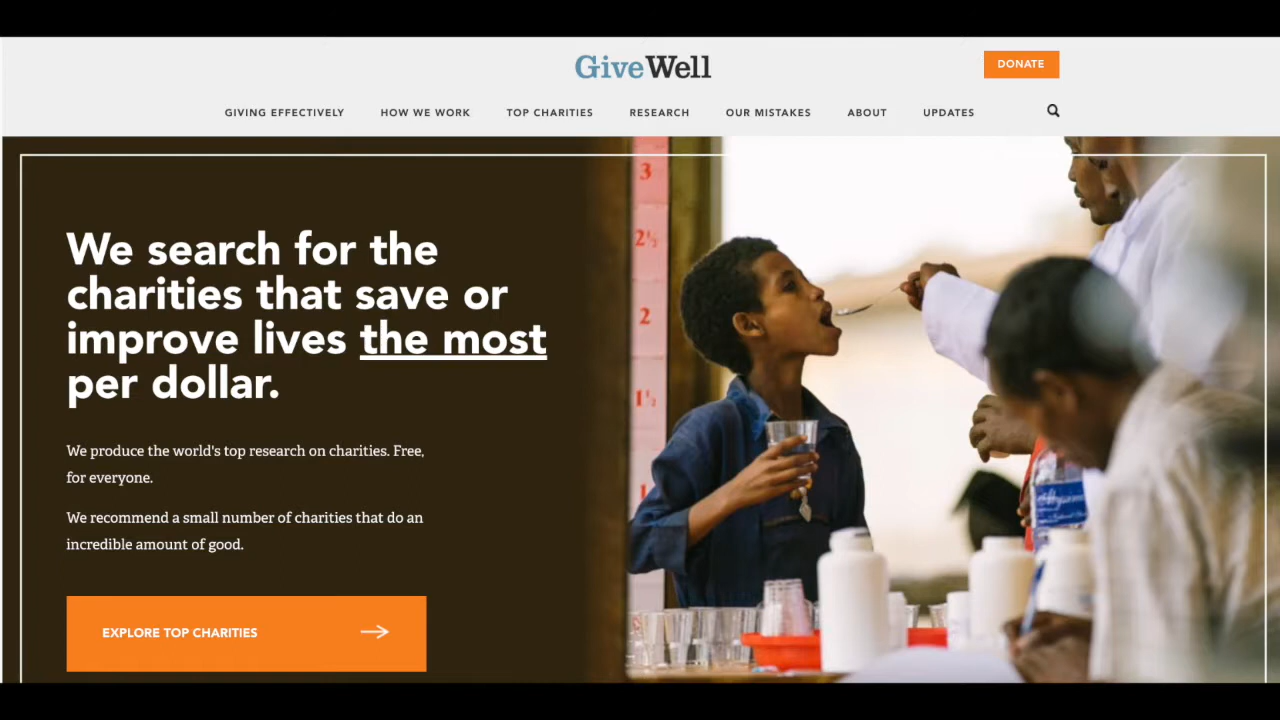 GiveWell
DONATE
GIVING EFFECTIVELY HOW WE WORK TOP CHARITIES RESEARCH OUR MISTAKES ABOUT UPDATES
We search for the
charities that save or
improve lives the most
per dollar.
We produce the world's top research on charities. Free,
for everyone.
We recommend a small number of charities that do an
incredible amount of good.
EXPLORE TOP CHARITIES
3
2½
2
1½
1